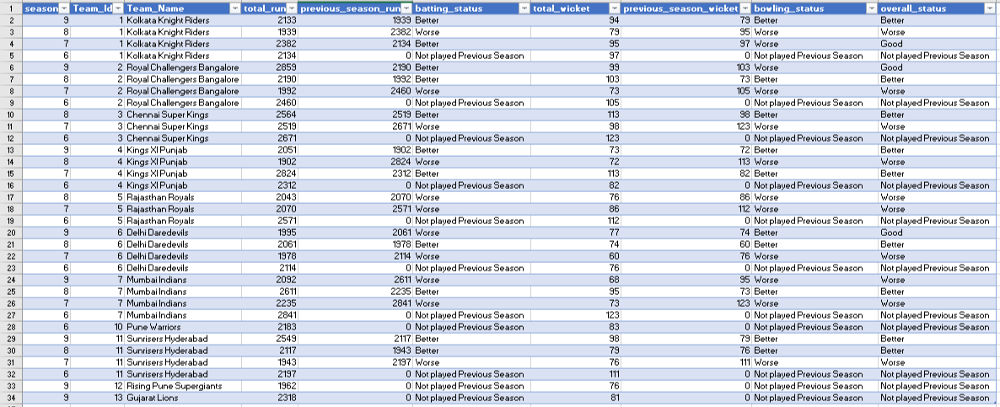 1 season Team_Id Team_Name total_run previous_season_run batting_status total_wicket previous_season_wicket bowling_status overall_status
2 9 1 Kolkata Knight Riders 2133 1939 Better 94 79 Better Better
3 8 1 Kolkata Knight Riders 1939 2382 Worse 79 95 Worse Worse
4 7 1 Kolkata Knight Riders 2382 2134 Better 95 97 Worse Good
5 6 1 Kolkata Knight Riders 2134 0 Not played Previous Season 97 0 Not played Previous Season Not played Previous Season
6 9 2 Royal Challengers Bangalore 2859 2190 Better 99 103 Worse Good
7 8 2 Royal Challengers Bangalore 2190 1992 Better 103 73 Better Better
8 7 2 Royal Challengers Bangalore 1992 2460 Worse 73 105 Worse Worse
9 6 2 Royal Challengers Bangalore 2460 0 Not played Previous Season 105 0 Not played Previous Season Not played Previous Season
10 8 3 Chennai Super Kings 2564 2519 Better 113 98 Better Better
11 7 3 Chennai Super Kings 2519 2671 Worse 98 123 Worse Worse
12 6 3 Chennai Super Kings 2671 0 Not played Previous Season 123 0 Not played Previous Season Not played Previous Season
13 9 4 Kings XI Punjab 2051 1902 Better 73 72 Better Better
14 8 4 Kings XI Punjab 1902 2824 Worse 72 113 Worse Worse
15 7 4 Kings XI Punjab 2824 2312 Better 113 82 Better Better
16 6 4 Kings XI Punjab 2312 0 Not played Previous Season 82 0 Not played Previous Season Not played Previous Season
17 8 5 Rajasthan Royals 2043 2070 Worse 76 86 Worse Worse
18 7 5 Rajasthan Royals 2070 2571 Worse 86 112 Worse Worse
19 6 5 Rajasthan Royals 2571 0 Not played Previous Season 112 0 Not played Previous Season Not played Previous Season
20 9 6 Delhi Daredevils 1995 2061 Worse 77 74 Better Good
21 8 6 Delhi Daredevils 2061 1978 Better 74 60 Better Better
22 7 6 Delhi Daredevils 1978 2114 Worse 60 76 Worse Worse
23 6 6 Delhi Daredevils 2114 0 Not played Previous Season 76 0 Not played Previous Season Not played Previous Season
24 9 7 Mumbai Indians 2092 2611 Worse 68 95 Worse Worse
25 8 7 Mumbai Indians 2611 2235 Better 95 73 Better Better
26 7 7 Mumbai Indians 2235 2841 Worse 73 123 Worse Worse
27 6 7 Mumbai Indians 2841 0 Not played Previous Season 123 0 Not played Previous Season Not played Previous Season
28 6 10 Pune Warriors 2183 0 Not played Previous Season 83 0 Not played Previous Season Not played Previous Season
29 9 11 Sunrisers Hyderabad 2549 2117 Better 98 79 Better Better
30 8 11 Sunrisers Hyderabad 2117 1943 Better 79 76 Better Better
31 7 11 Sunrisers Hyderabad 1943 2197 Worse 76 111 Worse Worse
32 6 11 Sunrisers Hyderabad 2197 0 Not played Previous Season 111 0 Not played Previous Season Not played Previous Season
33 9 12 Rising Pune Supergiants 1962 0 Not played Previous Season 76 0 Not played Previous Season Not played Previous Season
34 9 13 Gujarat Lions 2318 0 Not played Previous Season 81 0 Not played Previous Season Not played Previous Season